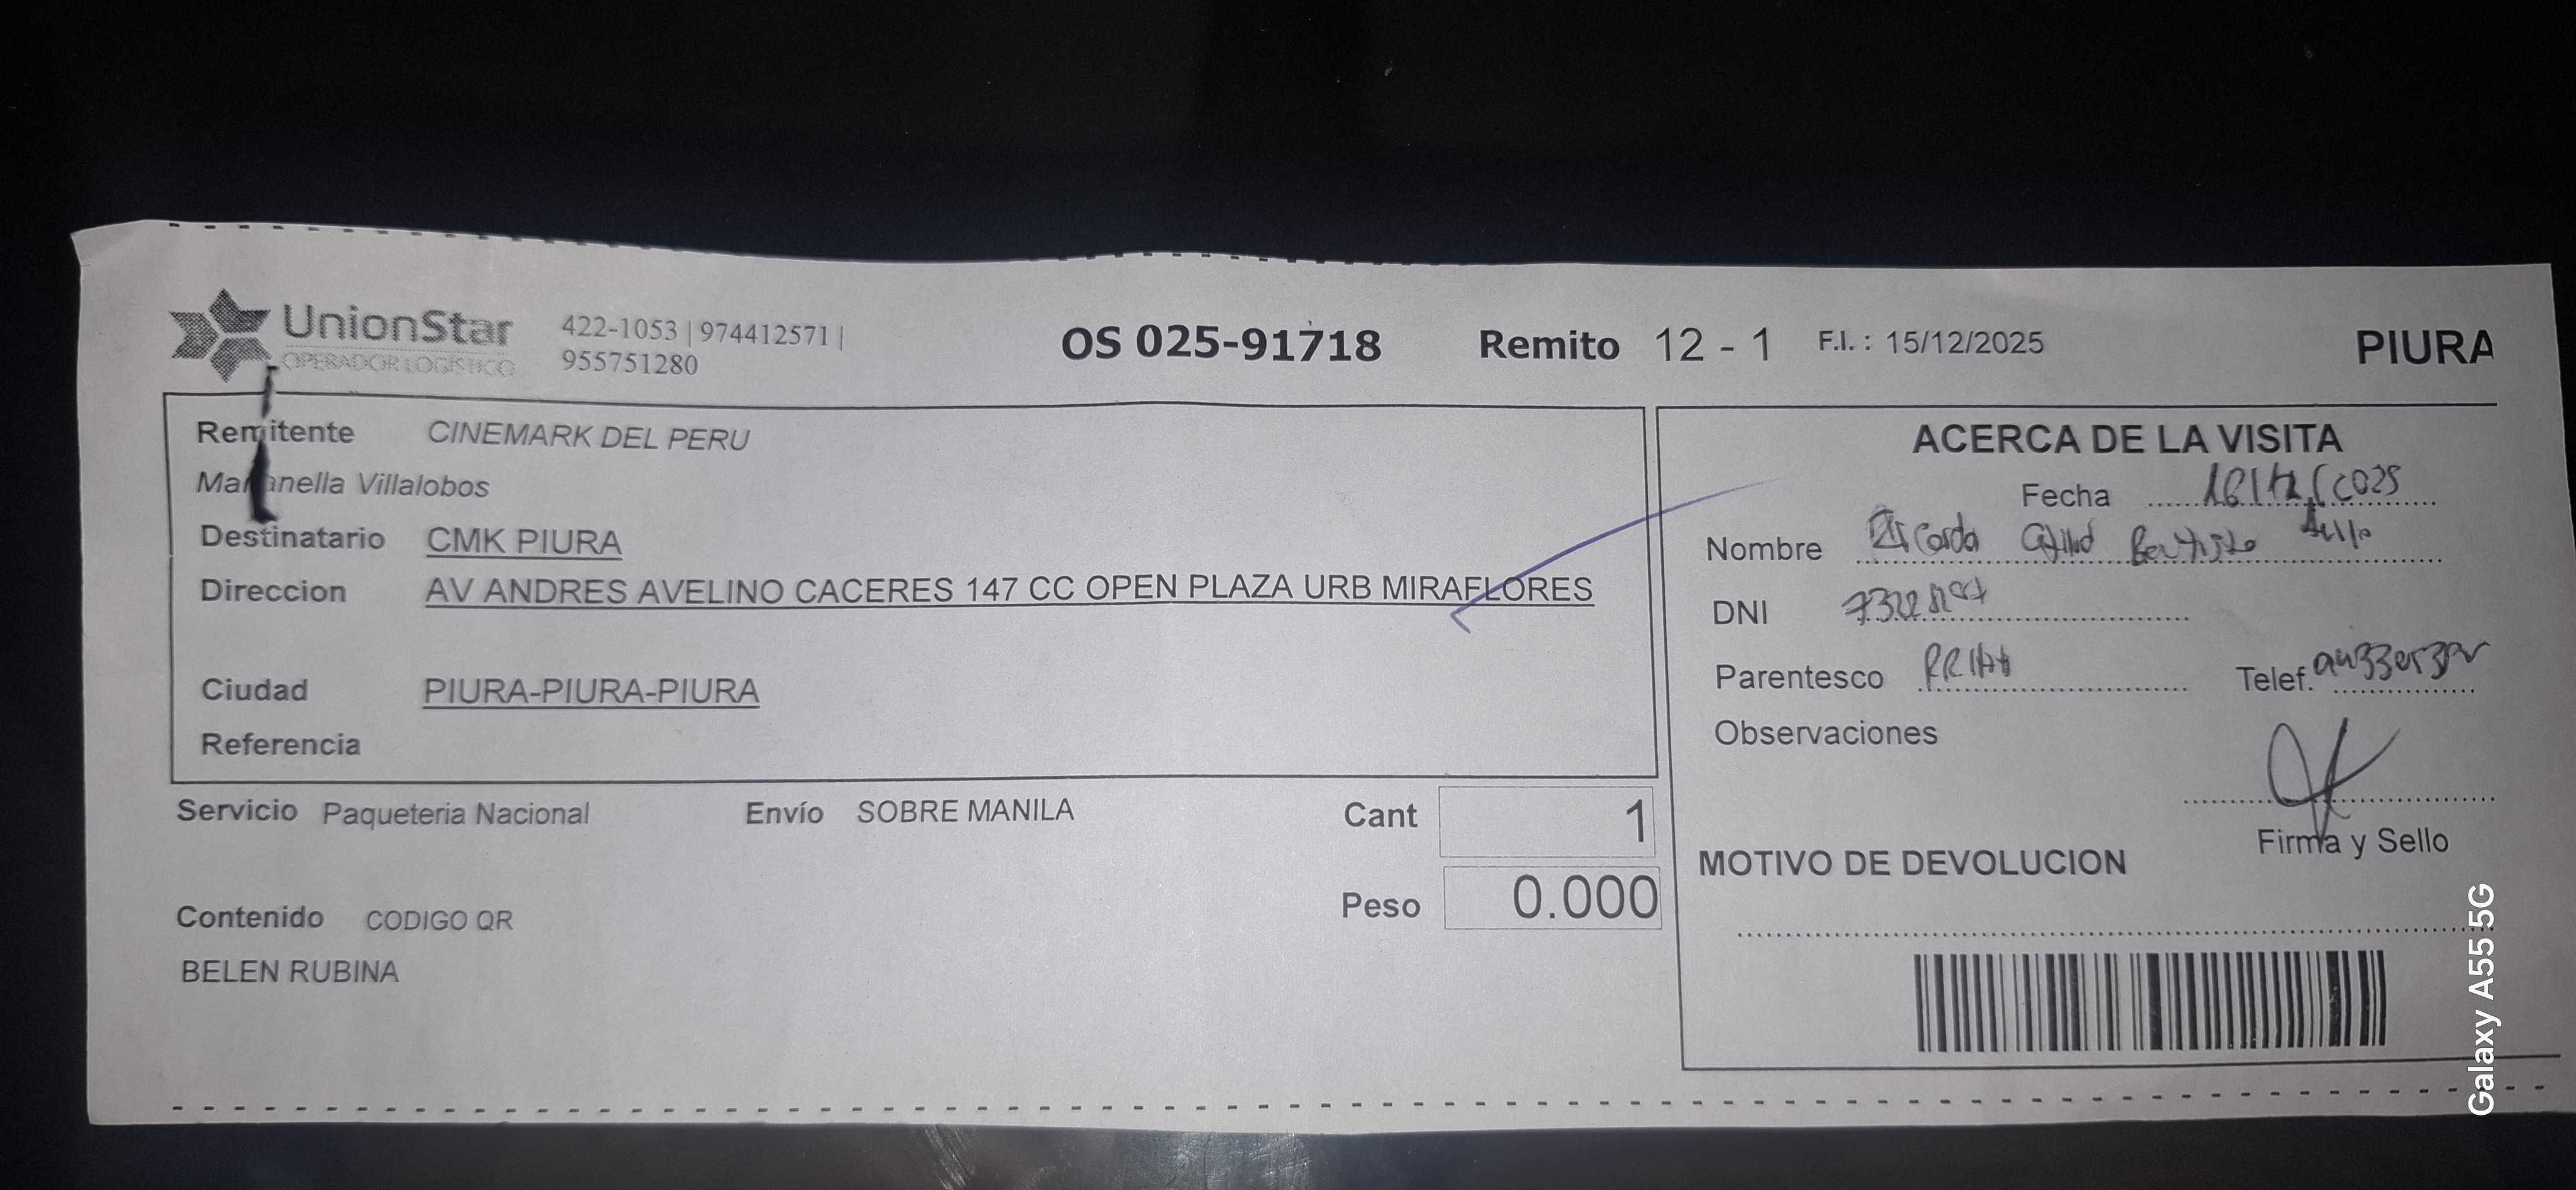 UnionStar
OPERADOR LOGÍSTICO
422-1053 | 974412571 |
955751280
OS 025-91718 Remito 12 - 1 F.I. : 15/12/2025 PIURA
Remitente CINEMARK DEL PERU
Villalobos
Destinatario CMK PIURA
Direccion AV ANDRES AVELINO CACERES 147 CC OPEN PLAZA URB MIRAFLORES
Ciudad PIURA-PIURA-PIURA
Referencia
Servicio Paqueteria Nacional Envío SOBRE MANILA Cant 1
Peso 0.000
Contenido CODIGO QR
BELEN RUBINA
ACERCA DE LA VISITA
Fecha
Nombre
DNI
Parentesco Telef.
Observaciones
Firma y Sello
MOTIVO DE DEVOLUCION
Galaxy A55 5G